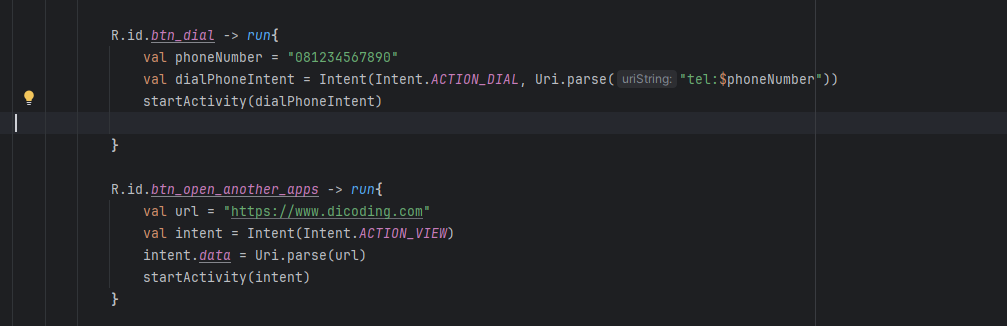 R.id.btn_dial -> run{
val phoneNumber = "081234567890"
val dialPhoneIntent = Intent(Intent.ACTION_DIAL, Uri.parse( uriString: "tel:$phoneNumber"))
startActivity(dialPhoneIntent)
}
R.id.btn_open_another_apps -> run{
val url = "https://www.dicoding.com"
val intent = Intent(Intent.ACTION_VIEW)
intent.data = Uri.parse(url)
startActivity(intent)
}